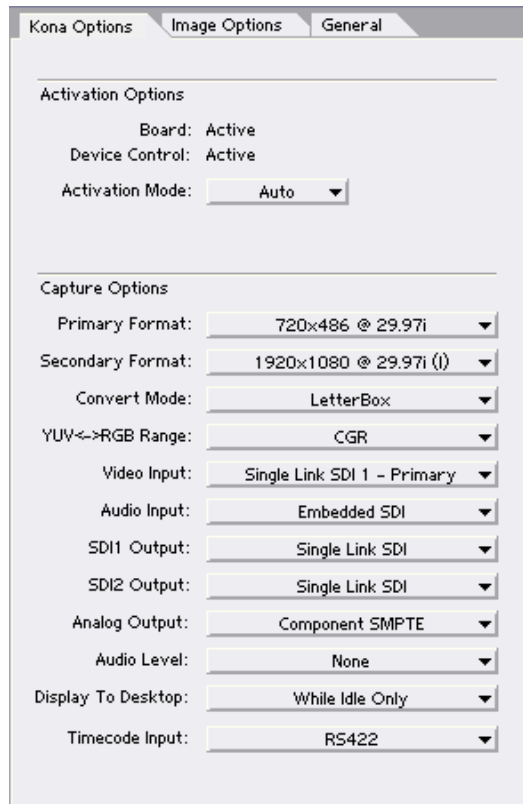 Kona Options Image Options General
Activation Options
Board: Active
Device Control: Active
Activation Mode: Auto
Capture Options
Primary Format: 720x486 @ 29.97i
Secondary Format: 1920x1080 @ 29.97i (I)
Convert Mode: LetterBox
YUV<->RGB Range: CGR
Video Input: Single Link SDI 1 - Primary
Audio Input: Embedded SDI
SDI1 Output: Single Link SDI
SDI2 Output: Single Link SDI
Analog Output: Component SMPTE
Audio Level: None
Display To Desktop: While Idle Only
Timecode Input: RS422